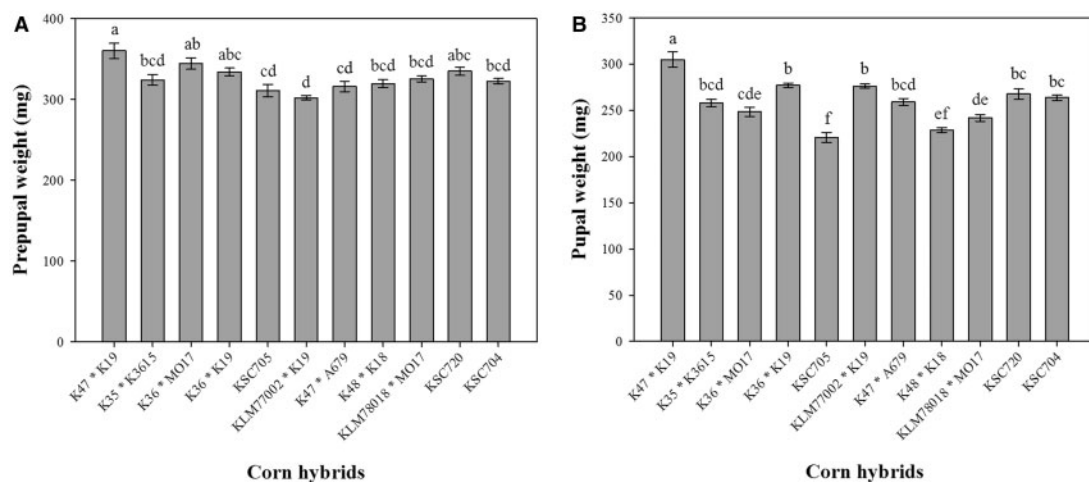 A
Prepupal weight (mg)
400
300
200
100
0
a
bcd
ab
abc
cd
d
cd
bcd
bcd
abc
bcd
K47 * K19
K35 * K3615
K36 * MO17
K36 * K19
KSC705
KLM77002 * K19
K47 * A679
K48 * K18
KLM78018 * MO17
KSC720
KSC704
Corn hybrids
B
Pupal weight (mg)
350
300
250
200
150
100
50
0
a
bcd
cde
b
f
b
bcd
ef
de
bc
bc
K47 * K19
K35 * K3615
K36 * MO17
K36 * K19
KSC705
KLM77002 * K19
K47 * A679
K48 * K18
KLM78018 * MO17
KSC720
KSC704
Corn hybrids